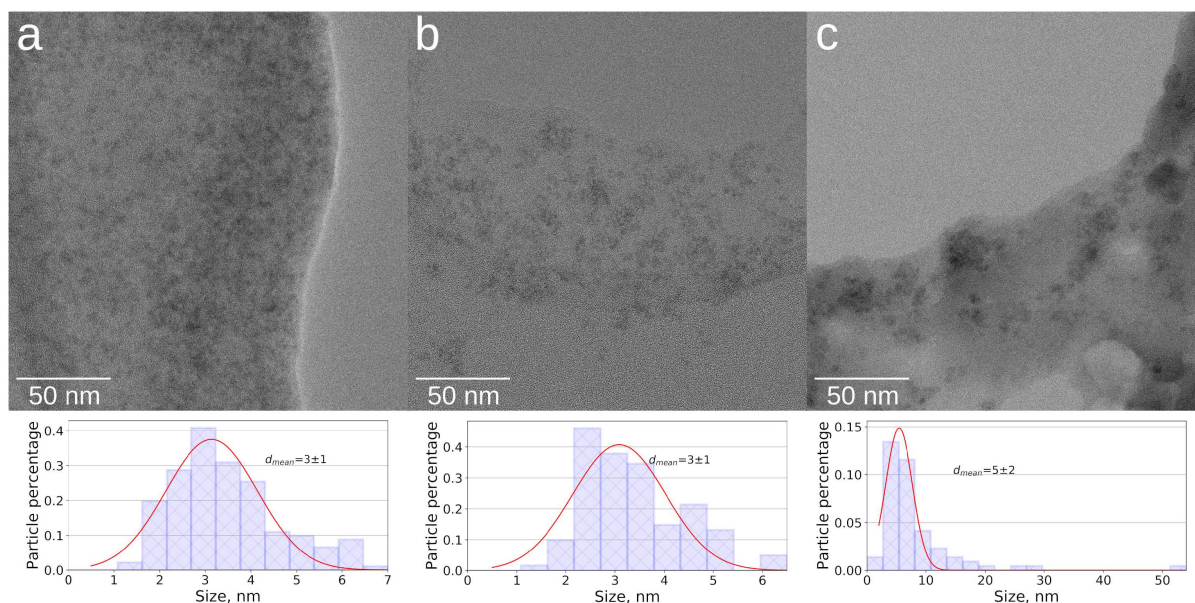 a
b
c
50 nm
50 nm
50 nm
Particle percentage
0.4
0.3
0.2
0.1
0.0
d_mean=3±1
0 1 2 3 4 5 6 7
Size, nm
Particle percentage
0.4
0.3
0.2
0.1
0.0
d_mean=3±1
0 1 2 3 4 5 6
Size, nm
Particle percentage
0.15
0.10
0.05
0.00
d_mean=5±2
0 10 20 30 40 50
Size, nm